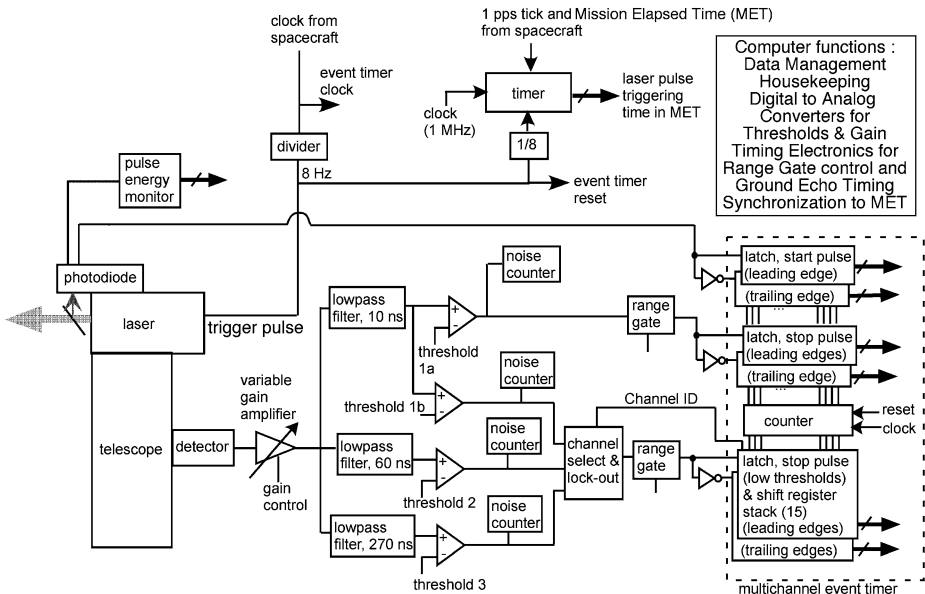 clock from
spacecraft
1 pps tick and Mission Elapsed Time (MET)
from spacecraft
event timer
clock
timer
clock
(1 MHz)
laser pulse
triggering
time in MET
Computer functions :
Data Management
Housekeeping
Digital to Analog
Converters for
Thresholds & Gain
Timing Electronics for
Range Gate control and
Ground Echo Timing
Synchronization to MET
divider
1/8
8 Hz
event timer
reset
pulse
energy
monitor
photodiode
laser
trigger pulse
telescope
detector
variable
gain
amplifier
gain
control
lowpass
filter, 10 ns
+
-
threshold
1a
noise
counter
range
gate
threshold 1b
+
-
noise
counter
lowpass
filter, 60 ns
+
-
threshold 2
noise
counter
lowpass
filter, 270 ns
+
-
threshold 3
noise
counter
channel
select &
lock-out
Channel ID
range
gate
latch, start pulse
(leading edge)
(trailing edge)
...
latch, stop pulse
(leading edges)
(trailing edge)
...
counter
reset
clock
latch, stop pulse
(low thresholds)
& shift register
stack (15)
(leading edges)
(trailing edges)
multichannel event timer